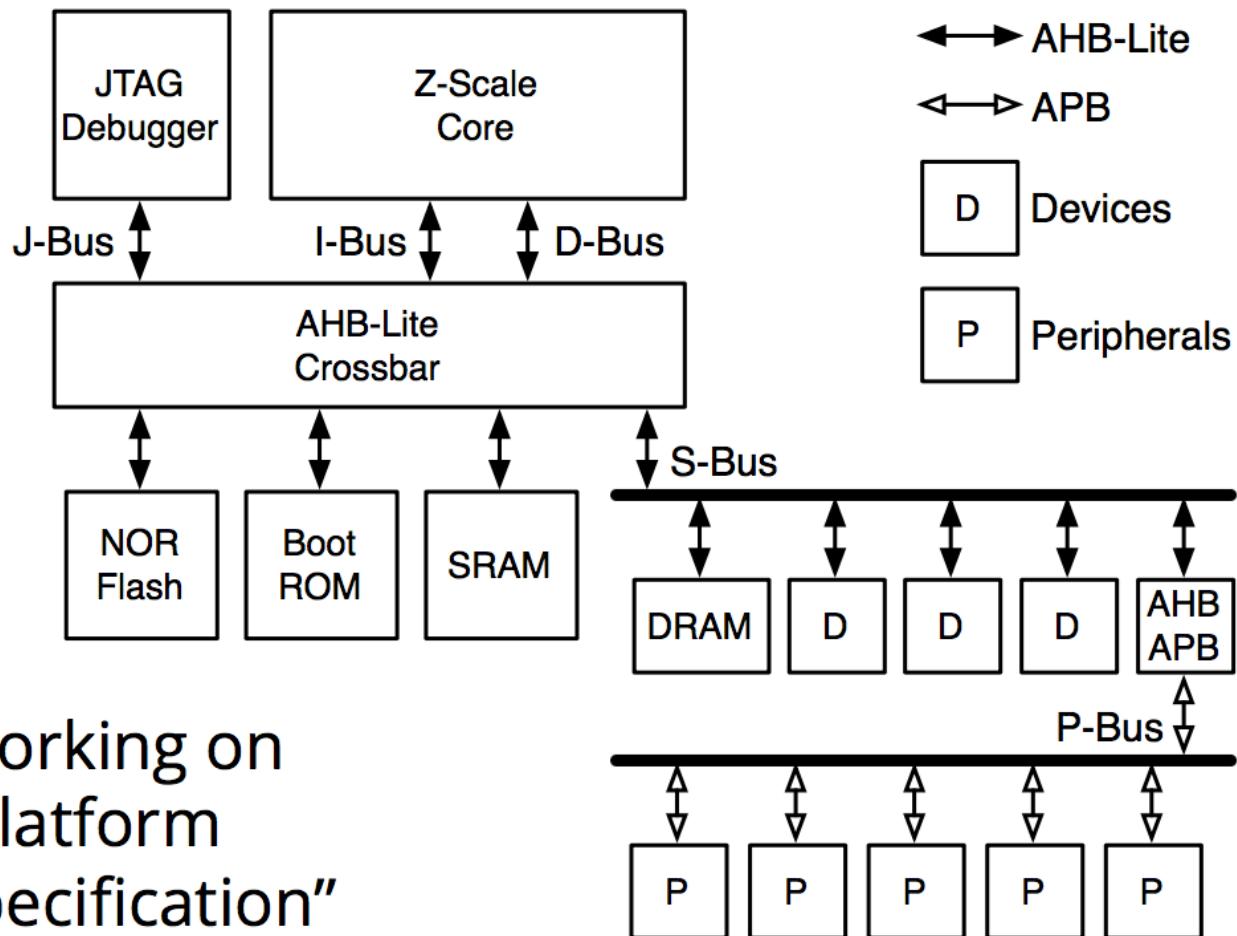 JTAG
Debugger
Z-Scale
Core
AHB-Lite
APB
D
Devices
P
Peripherals
J-Bus
I-Bus
D-Bus
AHB-Lite
Crossbar
S-Bus
NOR
Flash
Boot
ROM
SRAM
DRAM
D
D
D
AHB
APB
P-Bus
P
P
P
P
P
orking on
latform
pecification”